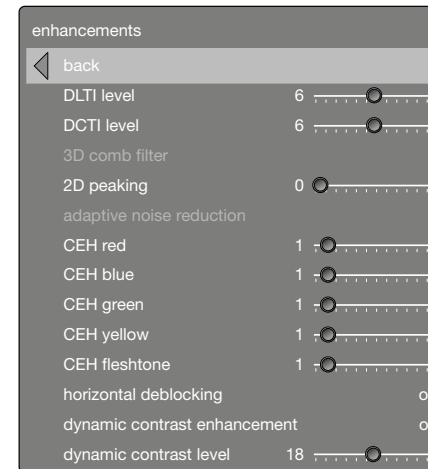 enhancements
back
DLTI level 6
DCTI level 6
3D comb filter
2D peaking 0
adaptive noise reduction
CEH red 1
CEH blue 1
CEH green 1
CEH yellow 1
CEH fleshtone 1
horizontal deblocking
dynamic contrast enhancement
dynamic contrast level 18